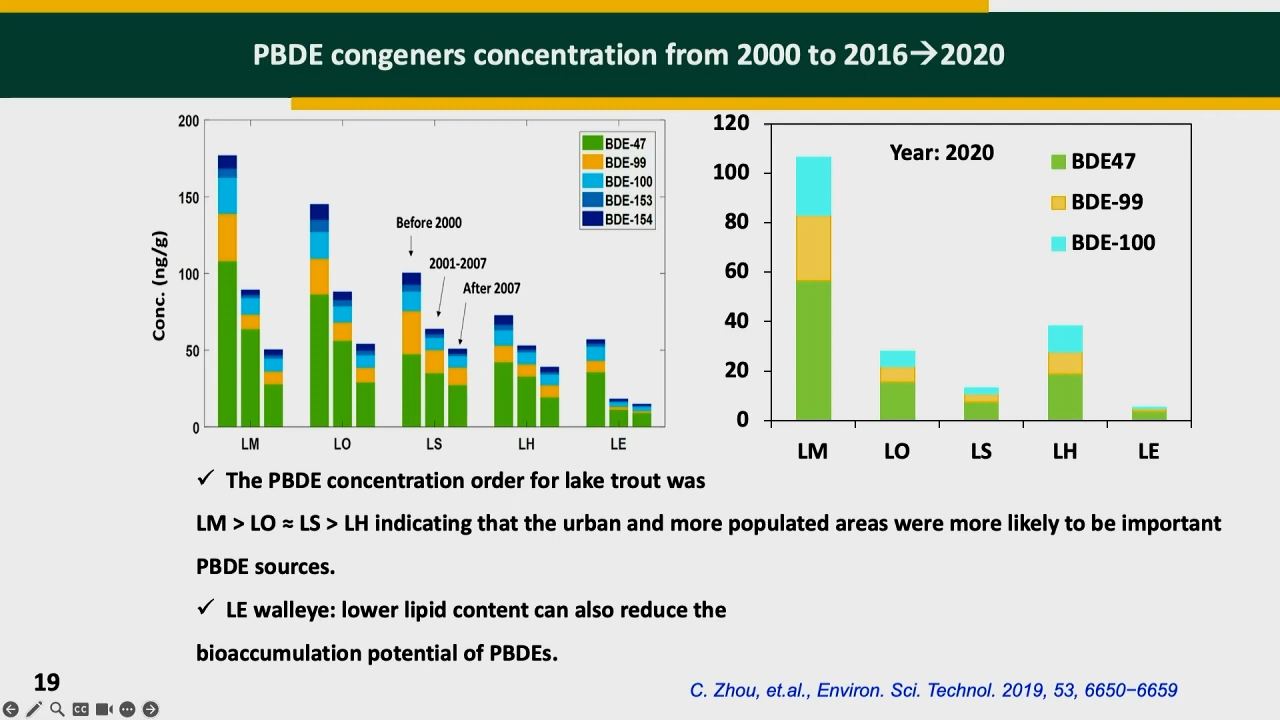 PBDE congeners concentration from 2000 to 2016→2020
200
150
100
50
0
Conc. (ng/g)
BDE-47
BDE-99
BDE-100
BDE-153
BDE-154
Before 2000
2001-2007
After 2007
LM LO LS LH LE
120
100
80
60
40
20
0
Year: 2020
BDE47
BDE-99
BDE-100
LM LO LS LH LE
✓ The PBDE concentration order for lake trout was
LM > LO ≈ LS > LH indicating that the urban and more populated areas were more likely to be important
PBDE sources.
✓ LE walleye: lower lipid content can also reduce the
bioaccumulation potential of PBDEs.
19
CC
C. Zhou, et.al., Environ. Sci. Technol. 2019, 53, 6650−6659